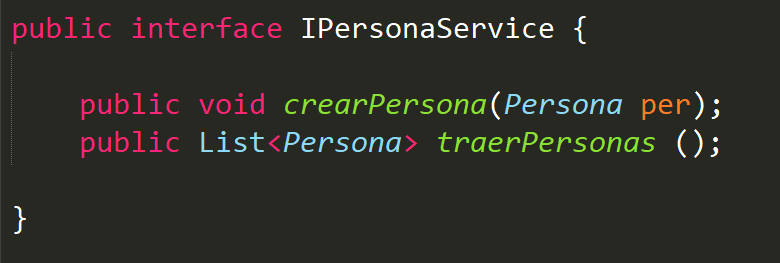 public interface IPersonaService {
public void crearPersona(Persona per);
public List<Persona> traerPersonas ();
}